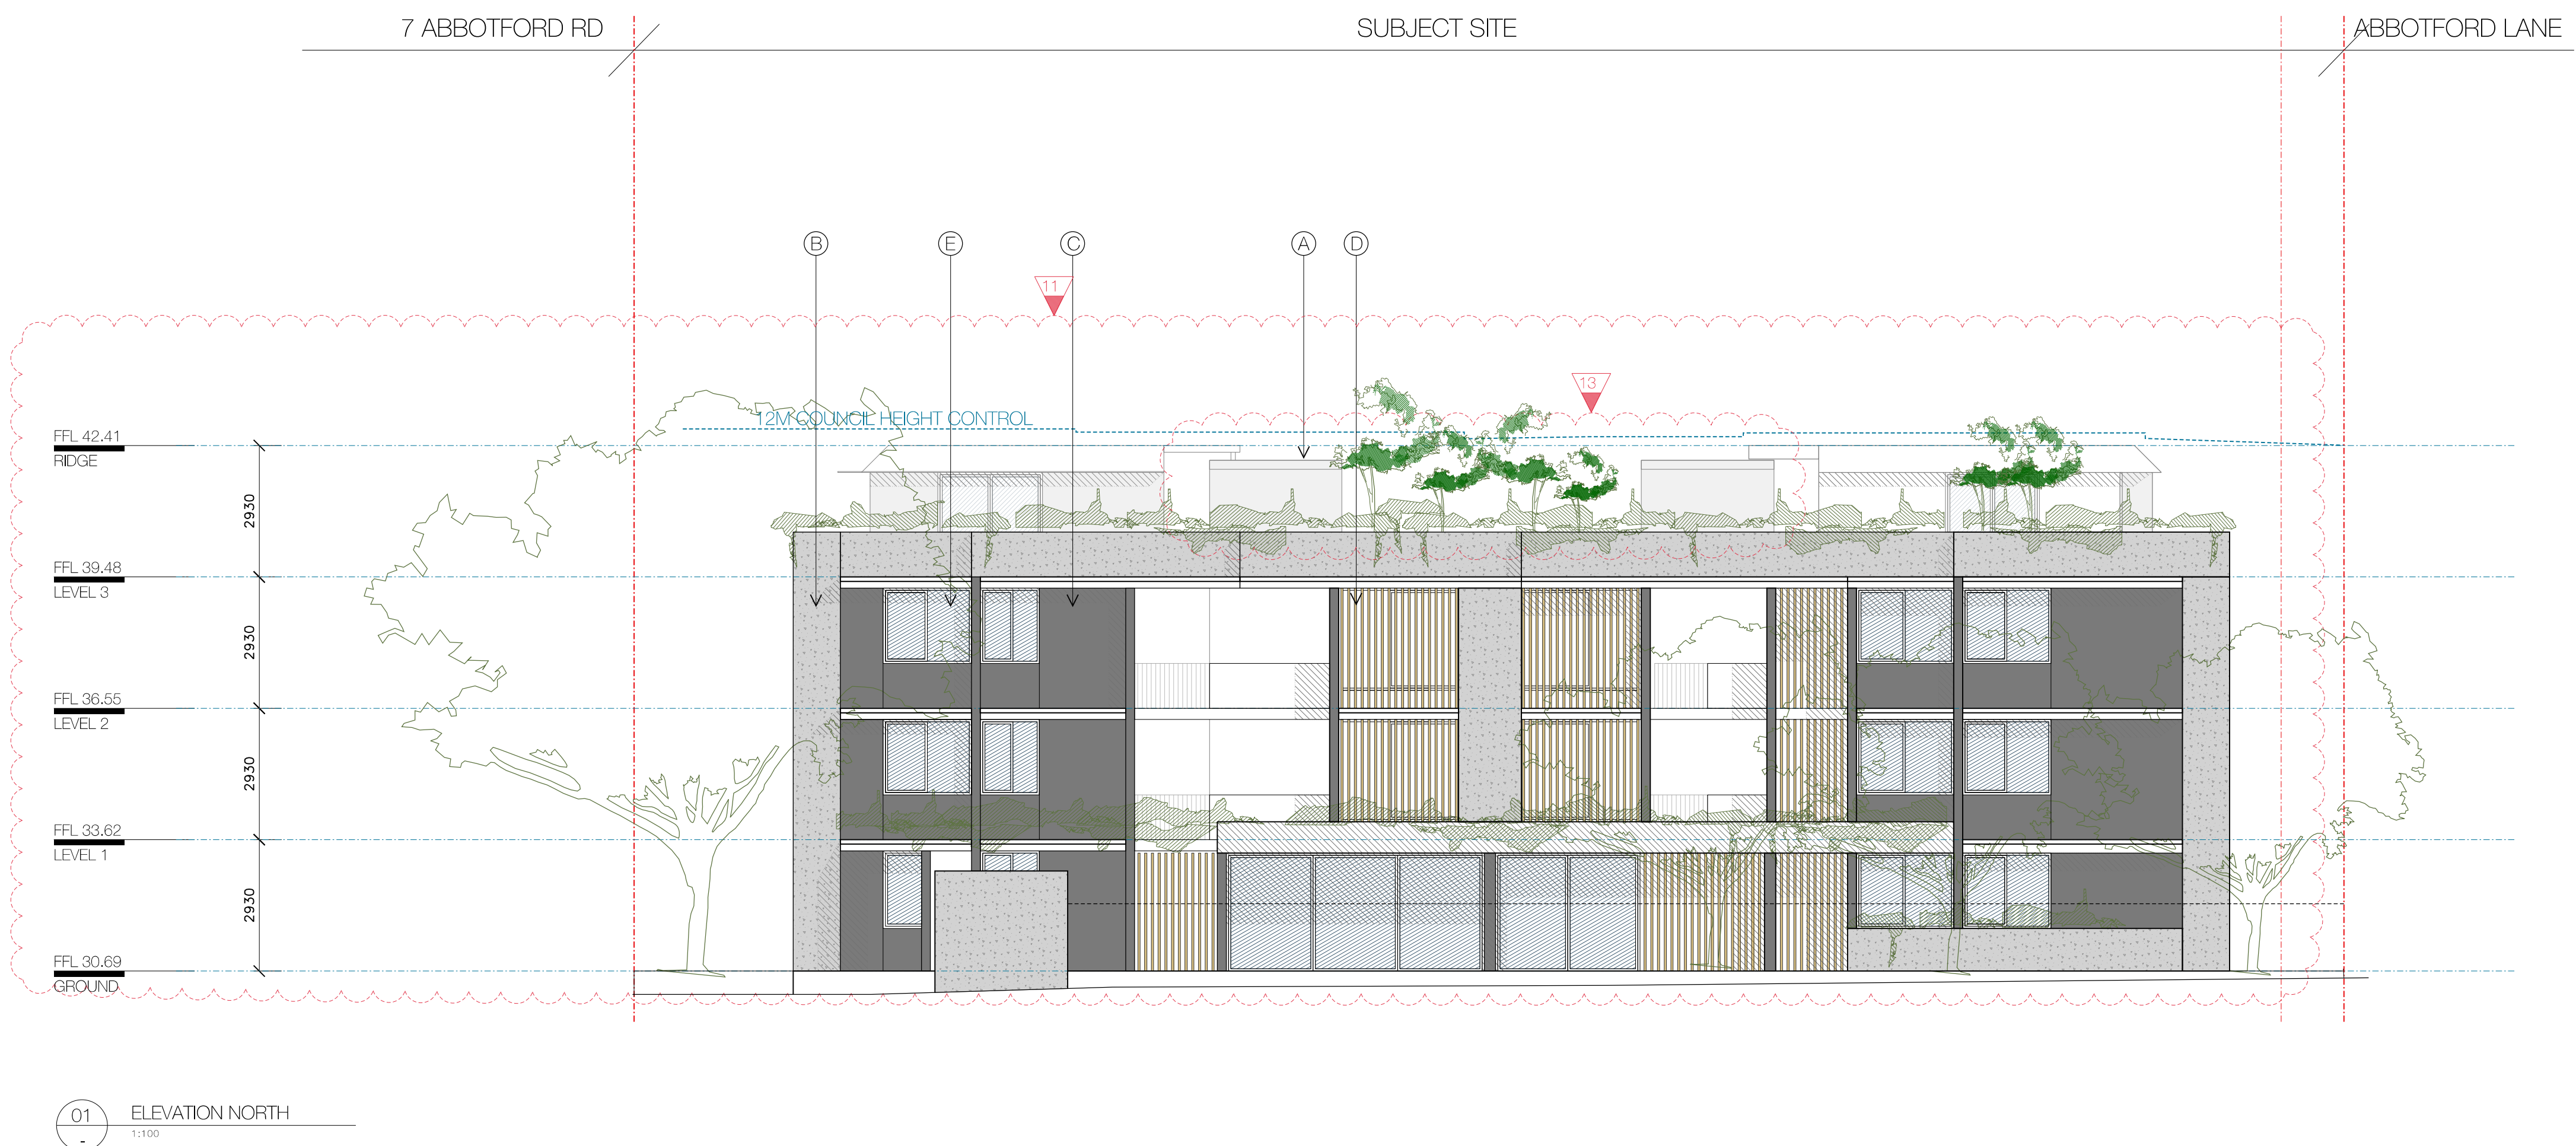 7 ABBOTFORD RD
SUBJECT SITE
ABBOTFORD LANE
B
E
C
A
D
11
13
12M COUNCIL HEIGHT CONTROL
FFL 42.41
RIDGE
2930
FFL 39.48
LEVEL 3
2930
FFL 36.55
LEVEL 2
2930
FFL 33.62
LEVEL 1
2930
FFL 30.69
GROUND
01
-
ELEVATION NORTH
1:100